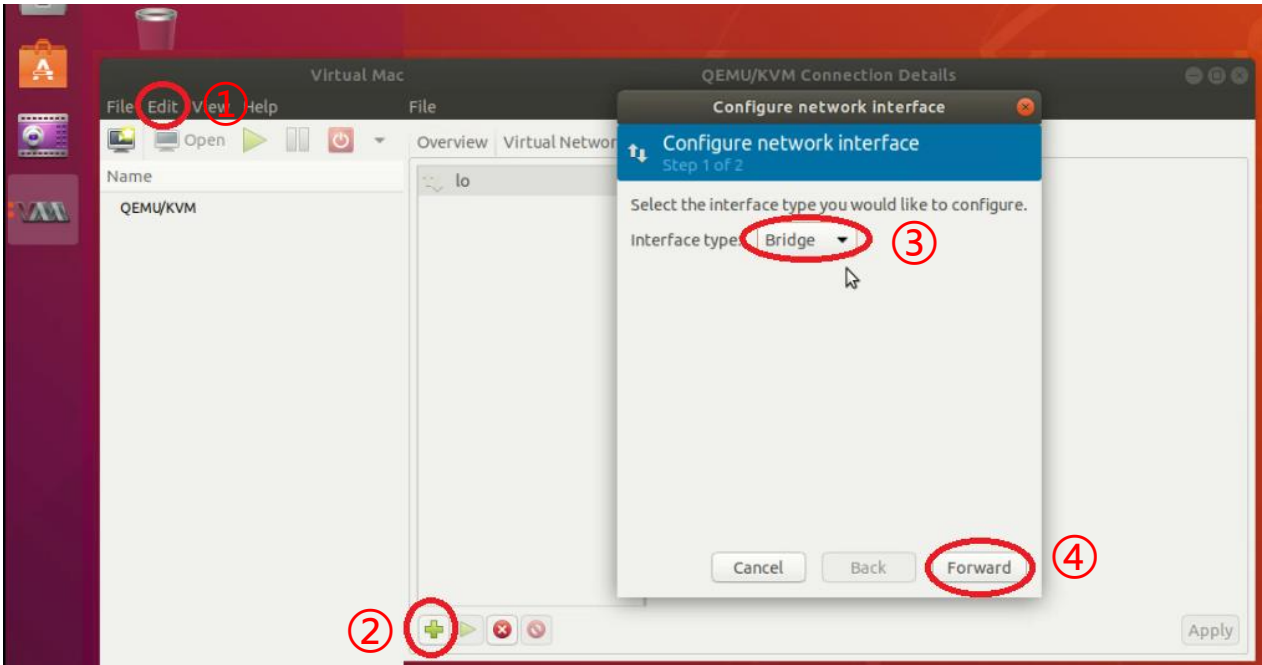 Virtual Mac
QEMU/KVM Connection Details
File Edit View Help
①
File
Configure network interface
Open
Overview Virtual Networ
Configure network interface
Step 1 of 2
Name
lo
QEMU/KVM
Select the interface type you would like to configure.
Interface type: Bridge
③
Cancel Back Forward
④
②
Apply